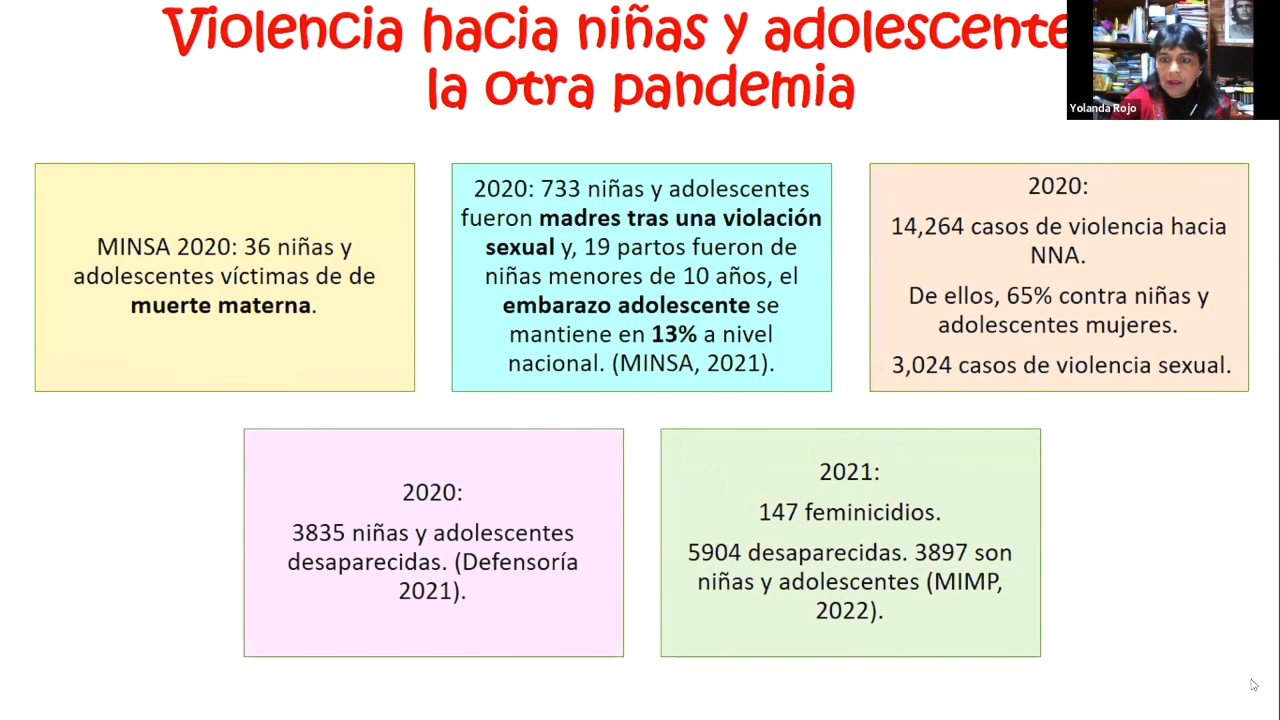 Violencia hacia niñas y adolescente
la otra pandemia
Yolanda Rojo
MINSA 2020: 36 niñas y
adolescentes víctimas de de
muerte materna.
2020: 733 niñas y adolescentes
fueron madres tras una violación
sexual y, 19 partos fueron de
niñas menores de 10 años, el
embarazo adolescente se
mantiene en 13% a nivel
nacional. (MINSA, 2021).
2020:
14,264 casos de violencia hacia
NNA.
De ellos, 65% contra niñas y
adolescentes mujeres.
3,024 casos de violencia sexual.
2020:
3835 niñas y adolescentes
desaparecidas. (Defensoría
2021).
2021:
147 feminicidios.
5904 desaparecidas. 3897 son
niñas y adolescentes (MIMP,
2022).